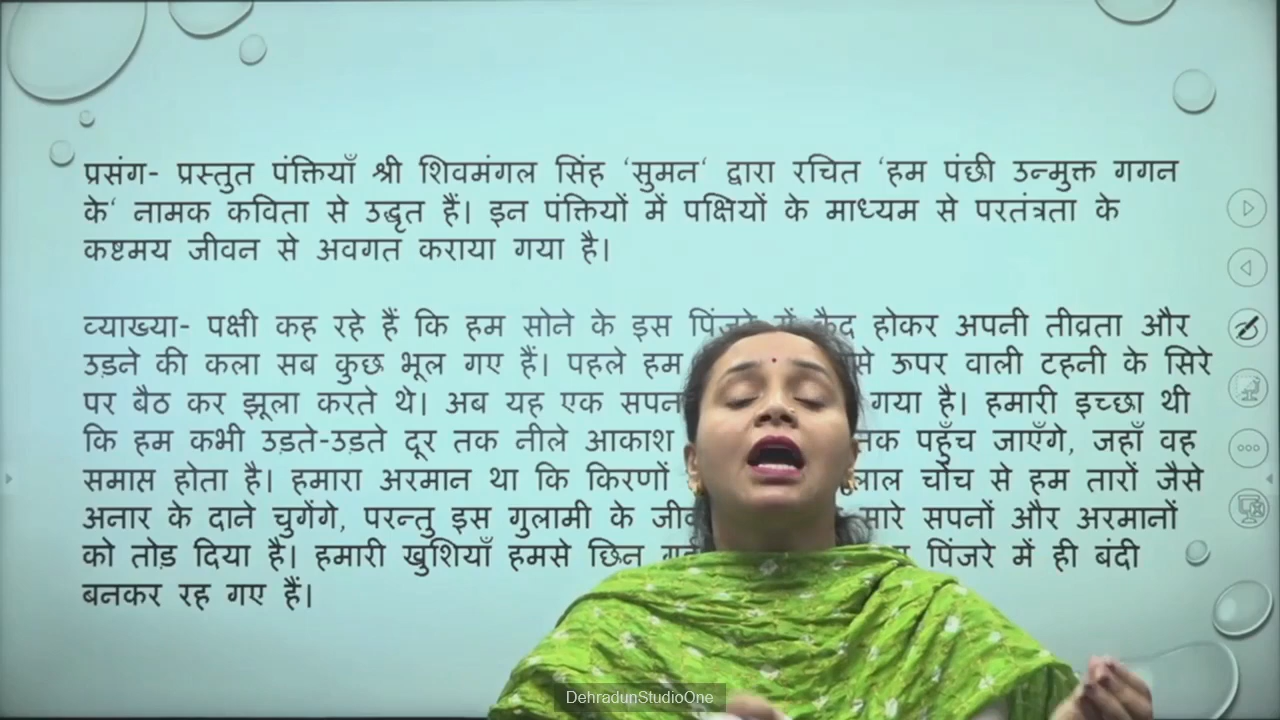 प्रसंग- प्रस्तुत पंक्तियाँ श्री शिवमंगल सिंह ‘सुमन‘ द्वारा रचित ‘हम पंछी उन्मुक्त गगन
के‘ नामक कविता से उद्धृत हैं। इन पंक्तियों में पक्षियों के माध्यम से परतंत्रता के
कष्टमय जीवन से अवगत कराया गया है।
व्याख्या- पक्षी कह रहे हैं कि हम सोने के इस पिंजरे में कैद होकर अपनी तीव्रता और
उड़ने की कला सब कुछ भूल गए हैं। पहले हम से ऊपर वाली टहनी के सिरे
पर बैठ कर झूला करते थे। अब यह एक गया है। हमारी इच्छा थी
कि हम कभी उड़ते-उड़ते दूर तक नीले आकाश पहुँच जाएँगे, जहाँ वह
समाप्त होता है। हमारा अरमान था कि किरणों चोंच से हम तारों जैसे
अनार के दाने चुगेंगे, परन्तु इस गुलामी के सपनों और अरमानों
को तोड़ दिया है। हमारी खुशियाँ हमसे छिन पिंजरे में ही बंदी
बनकर रह गए हैं।
DehradunStudioOne